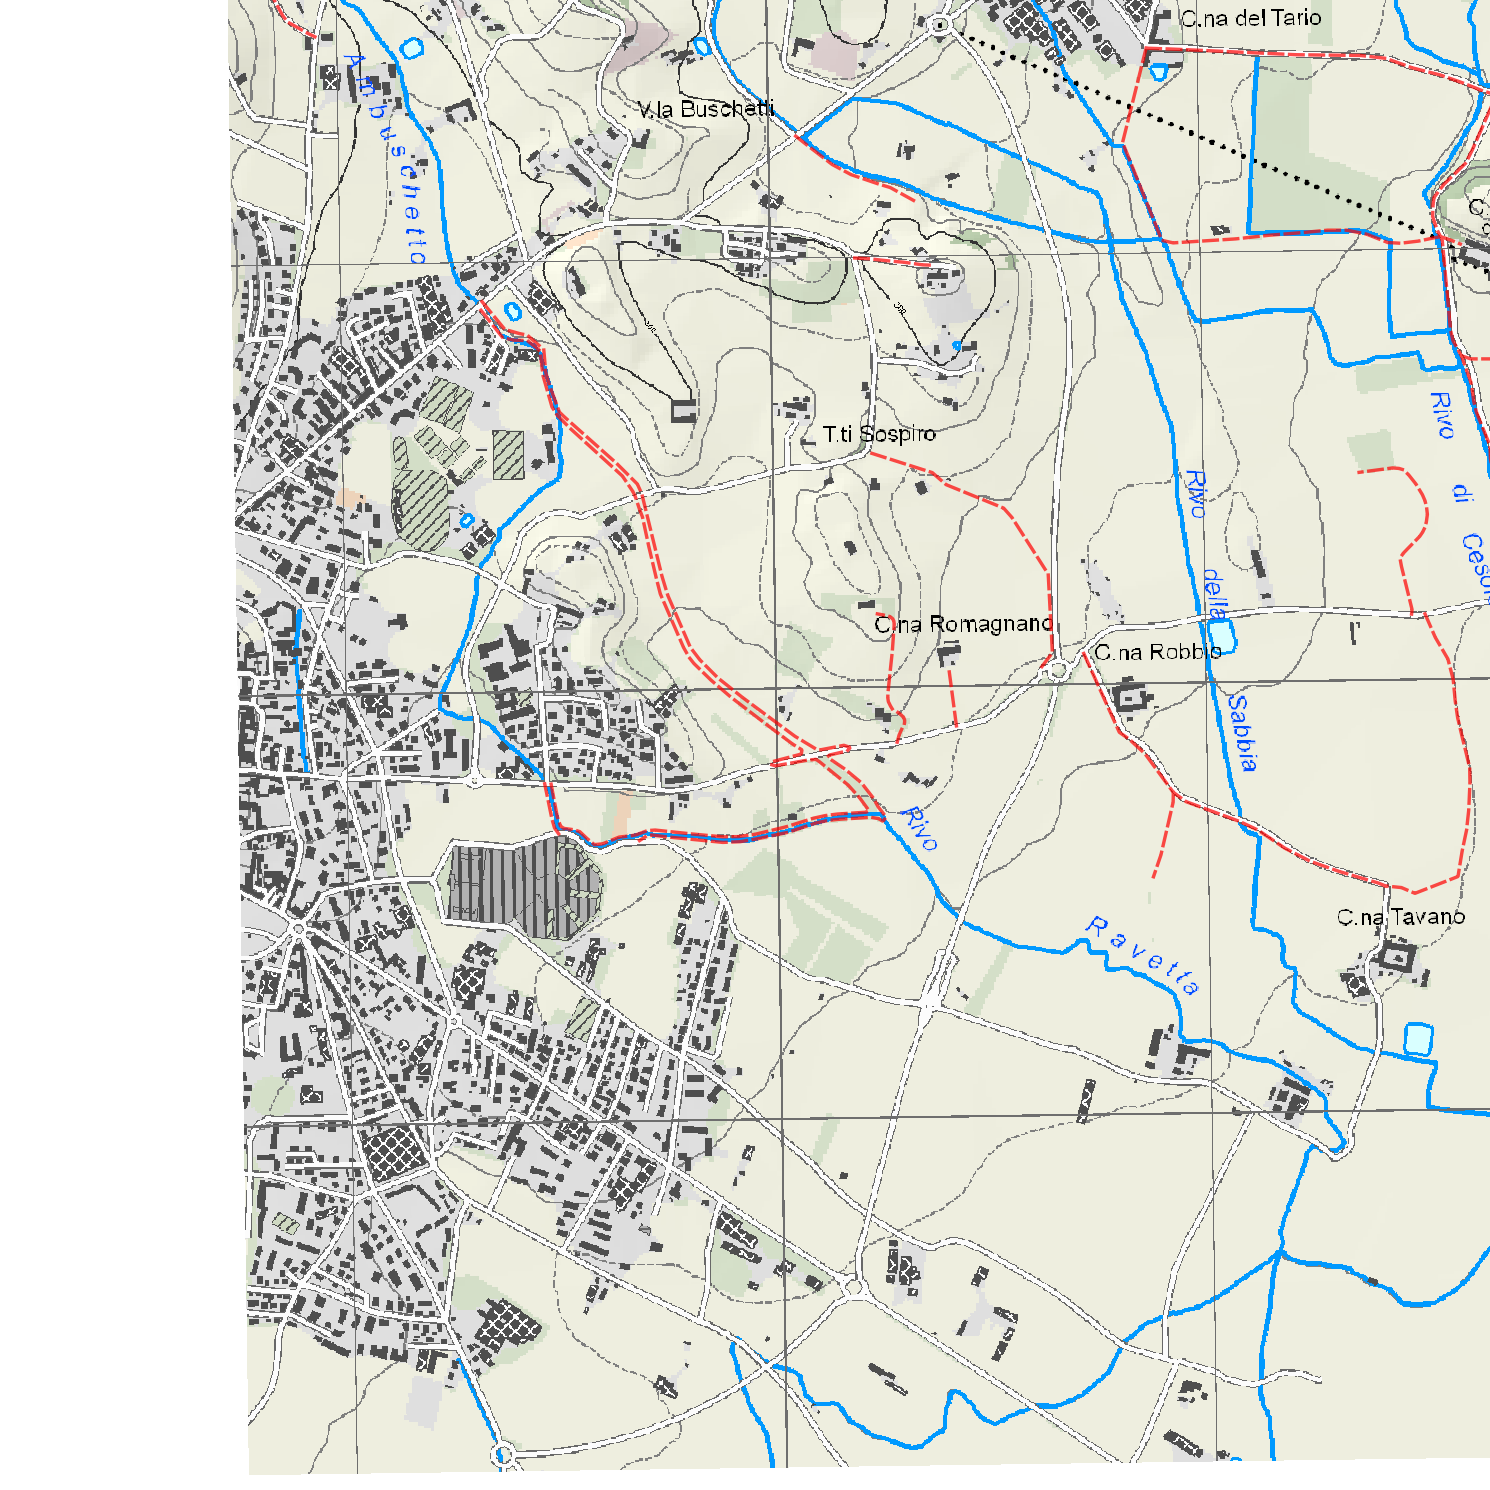 C.na del Tario
Ambuschetto
V.la Buschetti
T.ti Sospiro
Rivo
di
Rivo
della
Sabbia
C.na Romagnano
C.na Robbio
Rivo
Ravetta
C.na Tavano